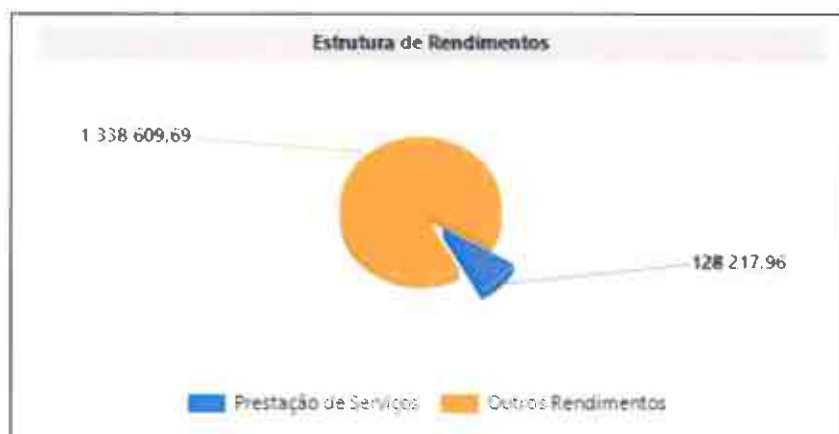 Estrutura de Rendimentos
1 338 609,69
128 217,96
Prestação de Serviços Outros Rendimentos